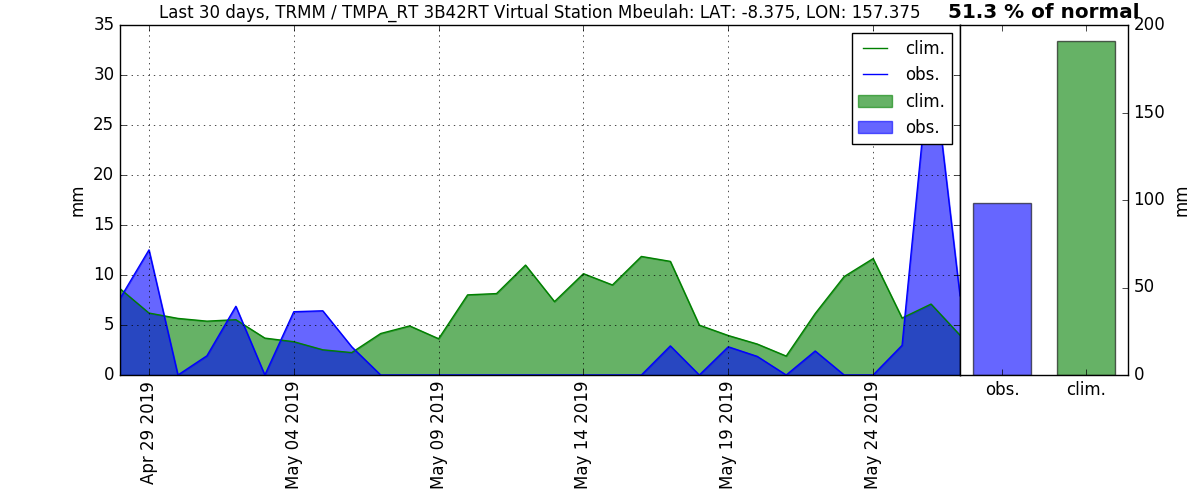 Last 30 days, TRMM / TMPA_RT 3B42RT Virtual Station Mbeulah: LAT: -8.375, LON: 157.375
51.3 % of normal
35
30
25
20
15
10
5
0
mm
clim.
obs.
clim.
obs.
200
150
100
50
0
mm
obs.
clim.
Apr 29 2019
May 04 2019
May 09 2019
May 14 2019
May 19 2019
May 24 2019